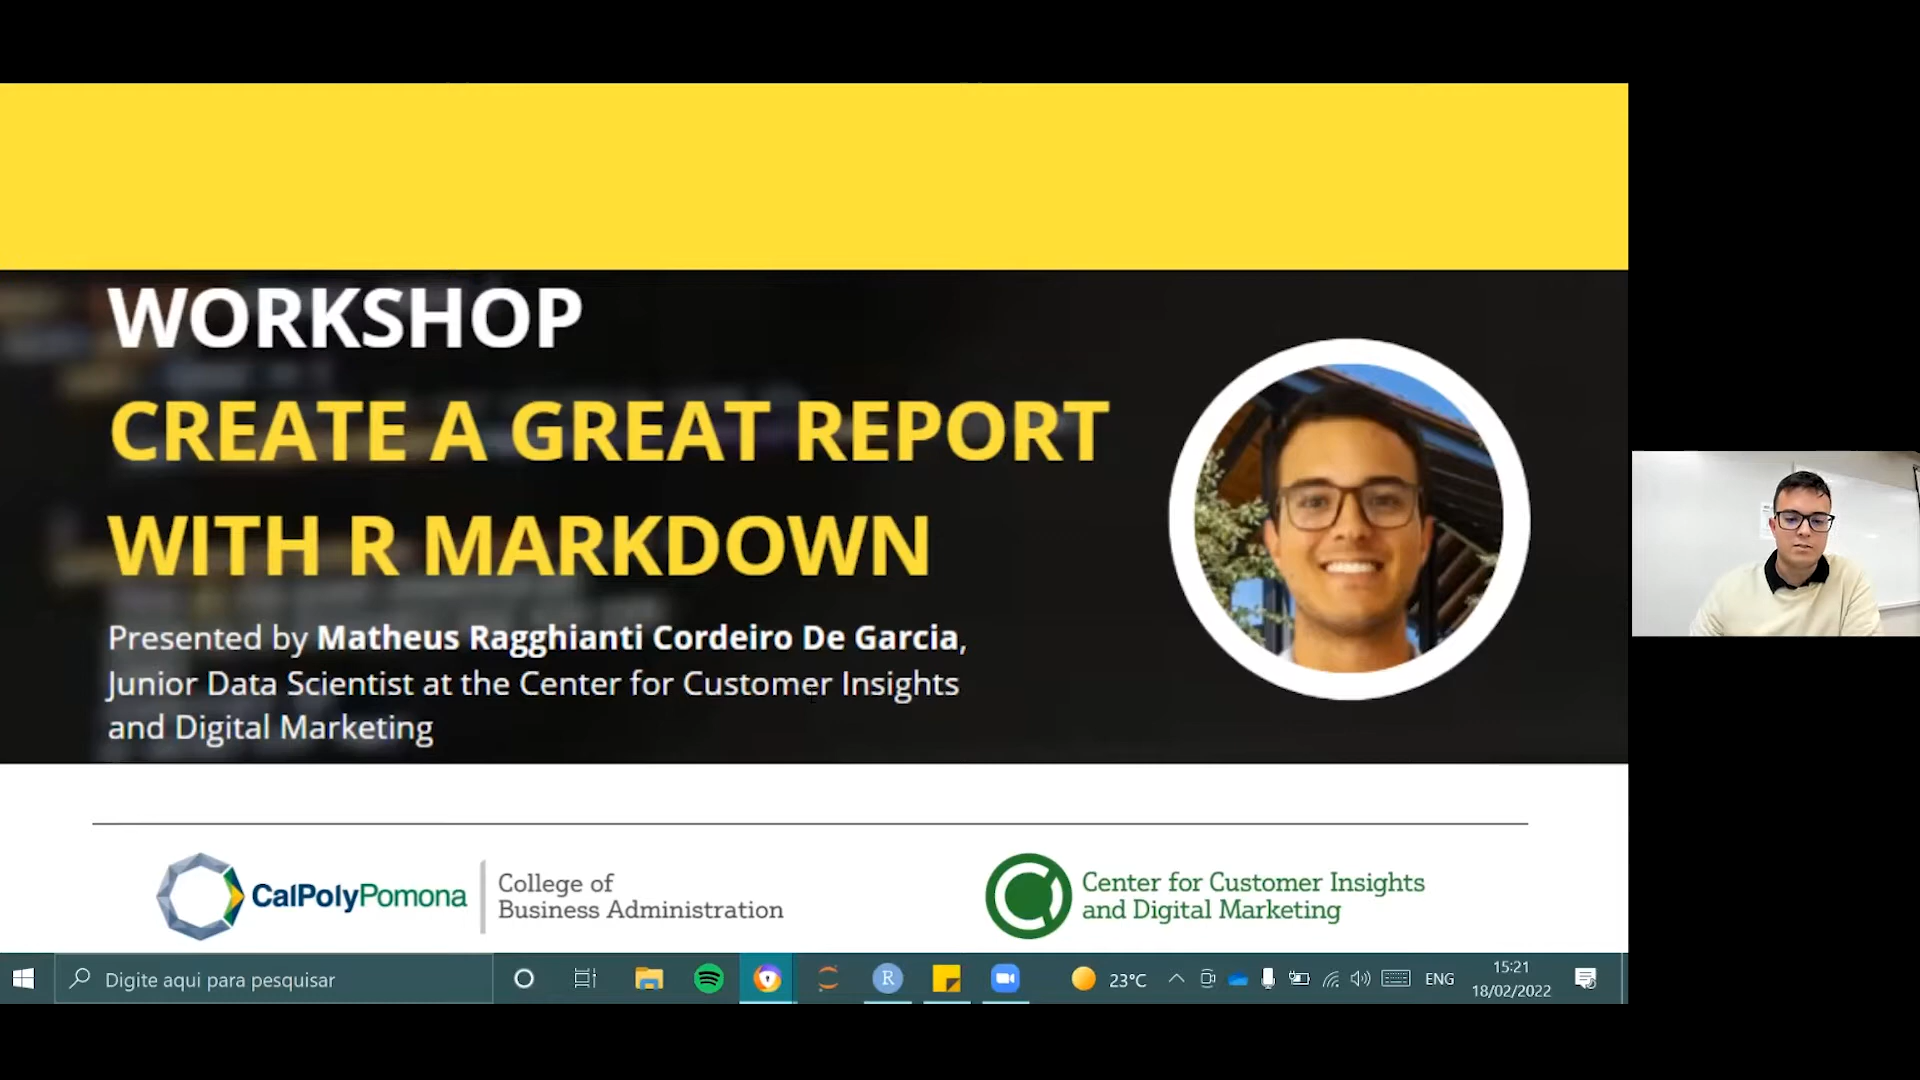 WORKSHOP
CREATE A GREAT REPORT
WITH R MARKDOWN
Presented by Matheus Ragghianti Cordeiro De Garcia,
Junior Data Scientist at the Center for Customer Insights
and Digital Marketing
CalPolyPomona
College of
Business Administration
Center for Customer Insights
and Digital Marketing
Digite aqui para pesquisar
R
23°C
ENG
15:21
18/02/2022